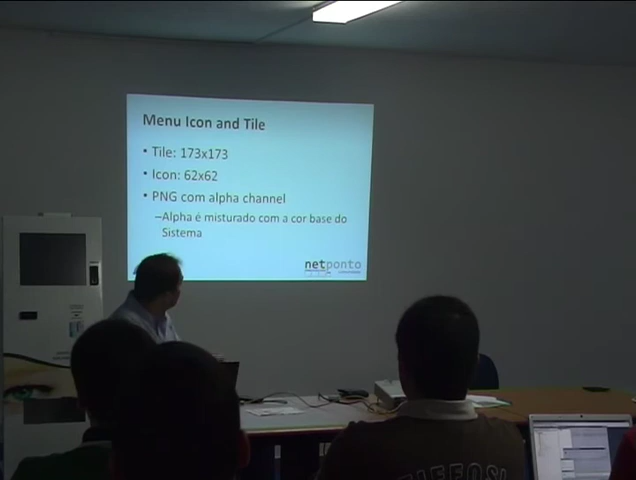 Menu Icon and Tile
• Tile: 173x173
• Icon: 62x62
• PNG com alpha channel
–Alpha é misturado com a cor base do
Sistema
netponto